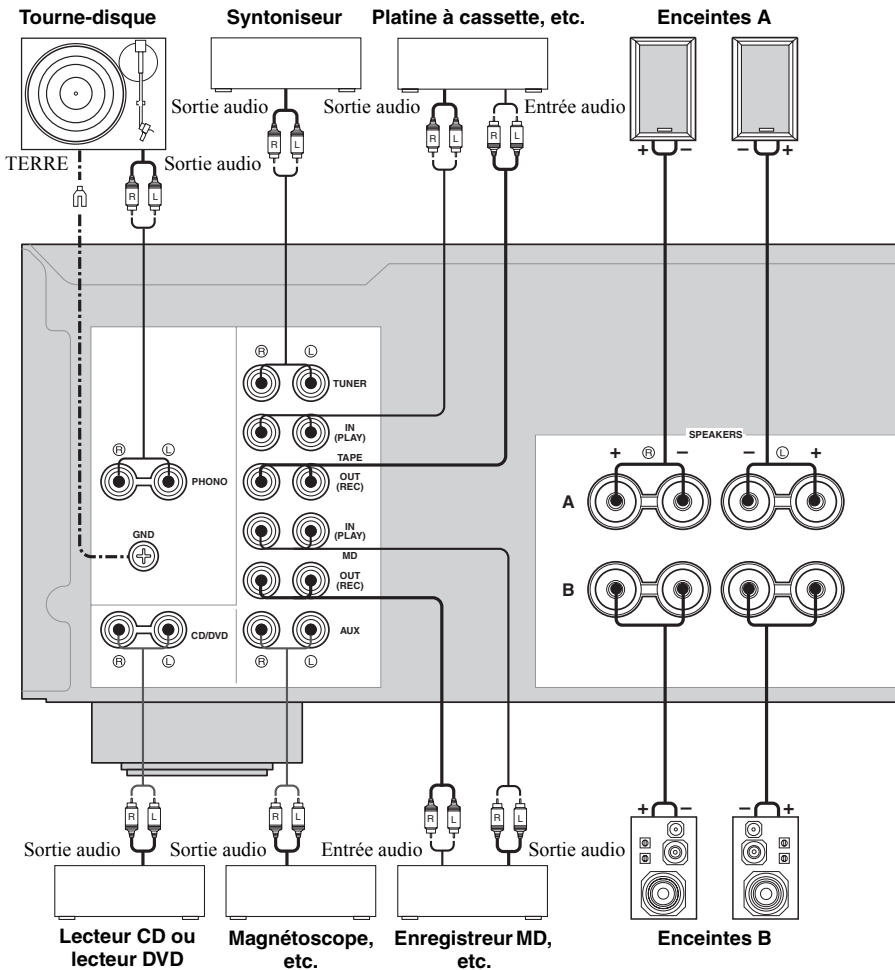 Tourne-disque
Syntoniseur
Platine à cassette, etc.
Enceintes A
Sortie audio
Sortie audio
Entrée audio
TERRE
Sortie audio
R L
R L
R L
R L
+ − − +
R L
TUNER
IN
(PLAY)
TAPE
OUT
(REC)
R L
PHONO
GND
IN
(PLAY)
MD
OUT
(REC)
CD/DVD
R L
AUX
R L
SPEAKERS
+ R − − L +
A
B
R L
R L
R L
R L
+ − − +
Sortie audio
Sortie audio
Entrée audio
Sortie audio
Lecteur CD ou
lecteur DVD
Magnétoscope,
etc.
Enregistreur MD,
etc.
Enceintes B